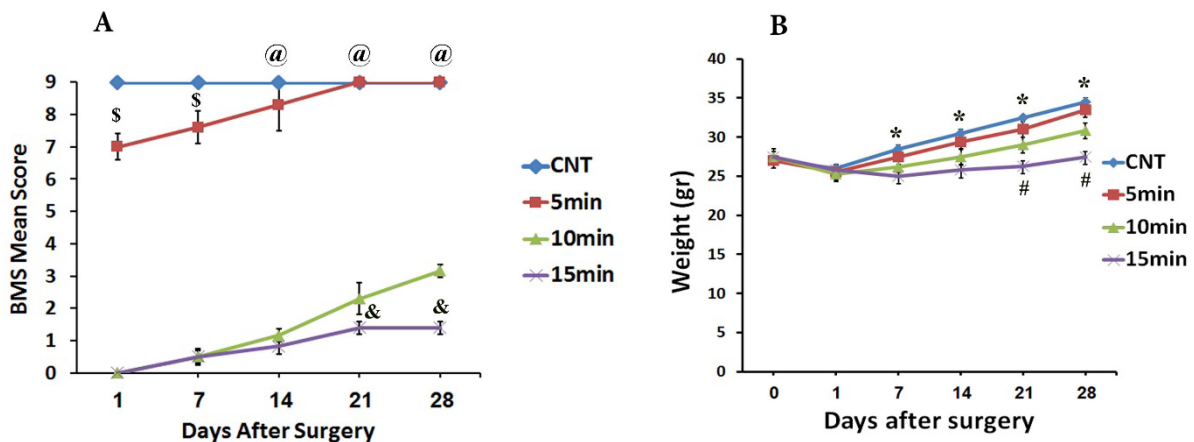 A
@ @ @
$ $
& &
9
8
7
6
5
4
3
2
1
0
1 7 14 21 28
BMS Mean Score
Days After Surgery
CNT
5min
10min
15min
B
* * * *
# #
40
35
30
25
20
15
10
5
0
0 1 7 14 21 28
Weight (gr)
Days after surgery
CNT
5min
10min
15min